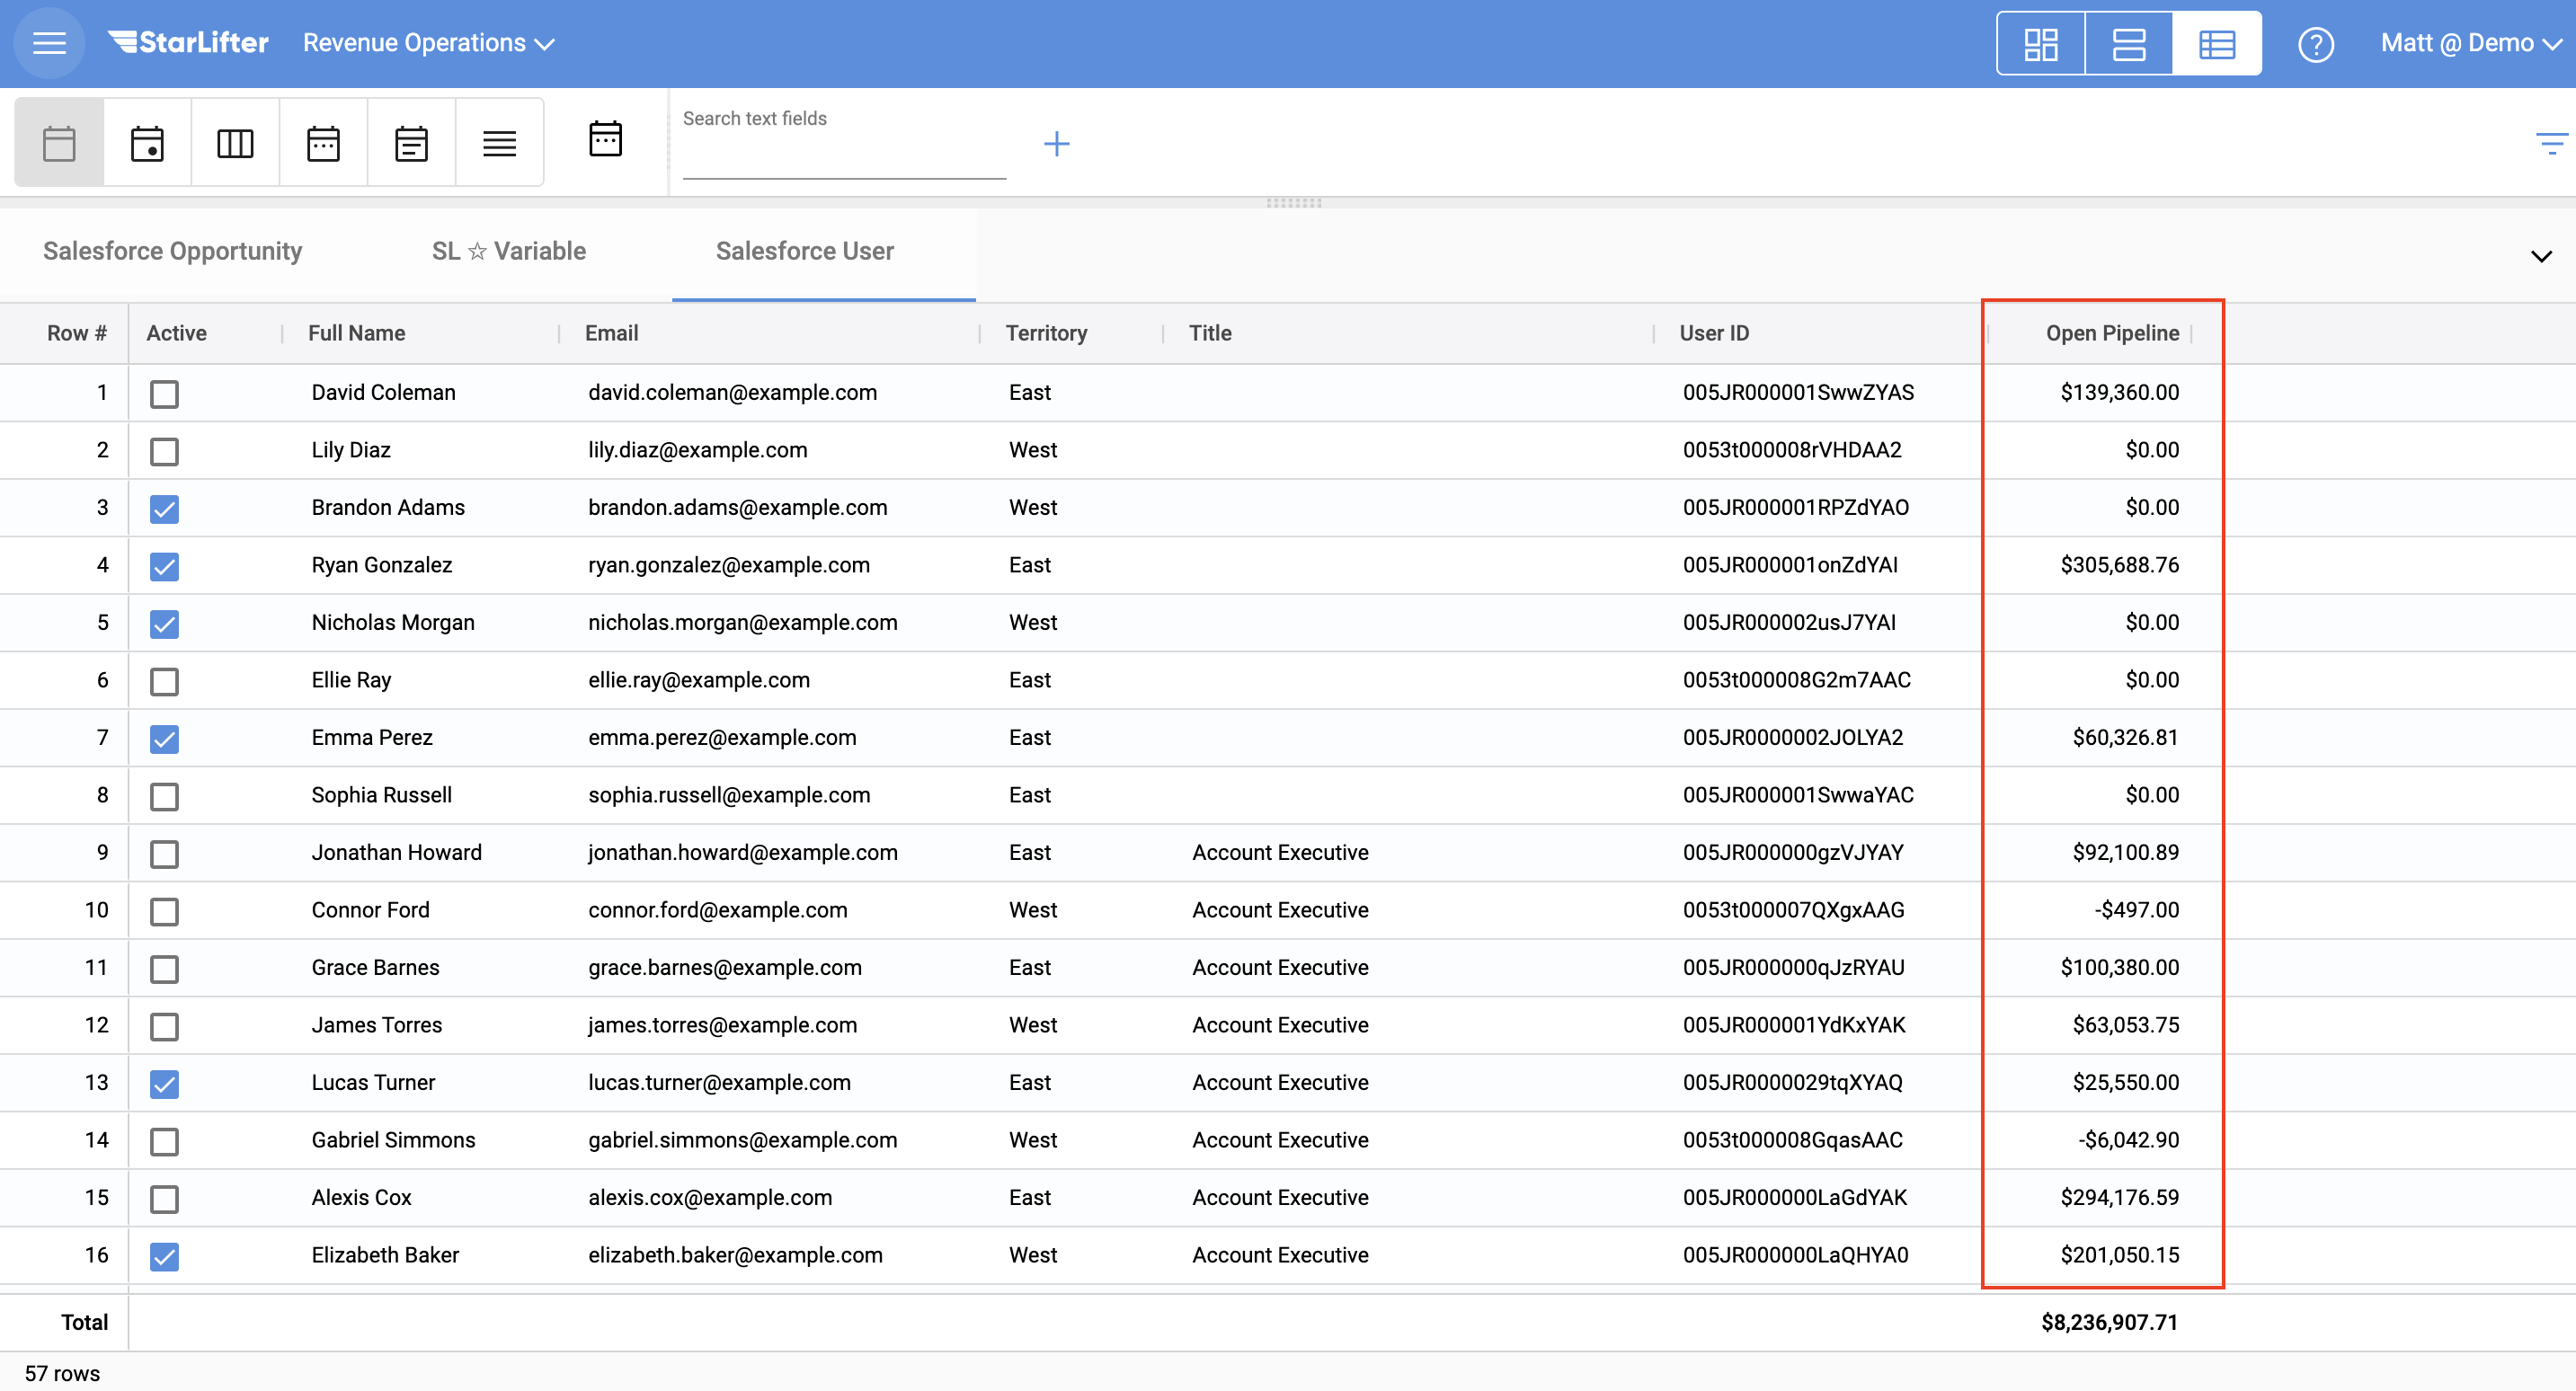 StarLifter Revenue Operations Matt @ Demo
Search text fields
Salesforce Opportunity SL ☆ Variable Salesforce User
Row # Active Full Name Email Territory Title User ID Open Pipeline
1 David Coleman david.coleman@example.com East 005JR000001SwwZYAS $139,360.00
2 Lily Diaz lily.diaz@example.com West 0053t000008rVHDAA2 $0.00
3 Brandon Adams brandon.adams@example.com West 005JR000001RPZdYAO $0.00
4 Ryan Gonzalez ryan.gonzalez@example.com East 005JR000001onZdYAI $305,688.76
5 Nicholas Morgan nicholas.morgan@example.com West 005JR000002usJ7YAI $0.00
6 Ellie Ray ellie.ray@example.com East 0053t000008G2m7AAC $0.00
7 Emma Perez emma.perez@example.com East 005JR0000002JOLYA2 $60,326.81
8 Sophia Russell sophia.russell@example.com East 005JR000001SwwaYAC $0.00
9 Jonathan Howard jonathan.howard@example.com East Account Executive 005JR000000gzVJYAY $92,100.89
10 Connor Ford connor.ford@example.com West Account Executive 0053t000007QXgxAAG -$497.00
11 Grace Barnes grace.barnes@example.com East Account Executive 005JR000000qJzRYAU $100,380.00
12 James Torres james.torres@example.com West Account Executive 005JR000001YdKxYAK $63,053.75
13 Lucas Turner lucas.turner@example.com East Account Executive 005JR0000029tqXYAQ $25,550.00
14 Gabriel Simmons gabriel.simmons@example.com West Account Executive 0053t000008GqasAAC -$6,042.90
15 Alexis Cox alexis.cox@example.com East Account Executive 005JR000000LaGdYAK $294,176.59
16 Elizabeth Baker elizabeth.baker@example.com West Account Executive 005JR000000LaQHYA0 $201,050.15
Total $8,236,907.71
57 rows